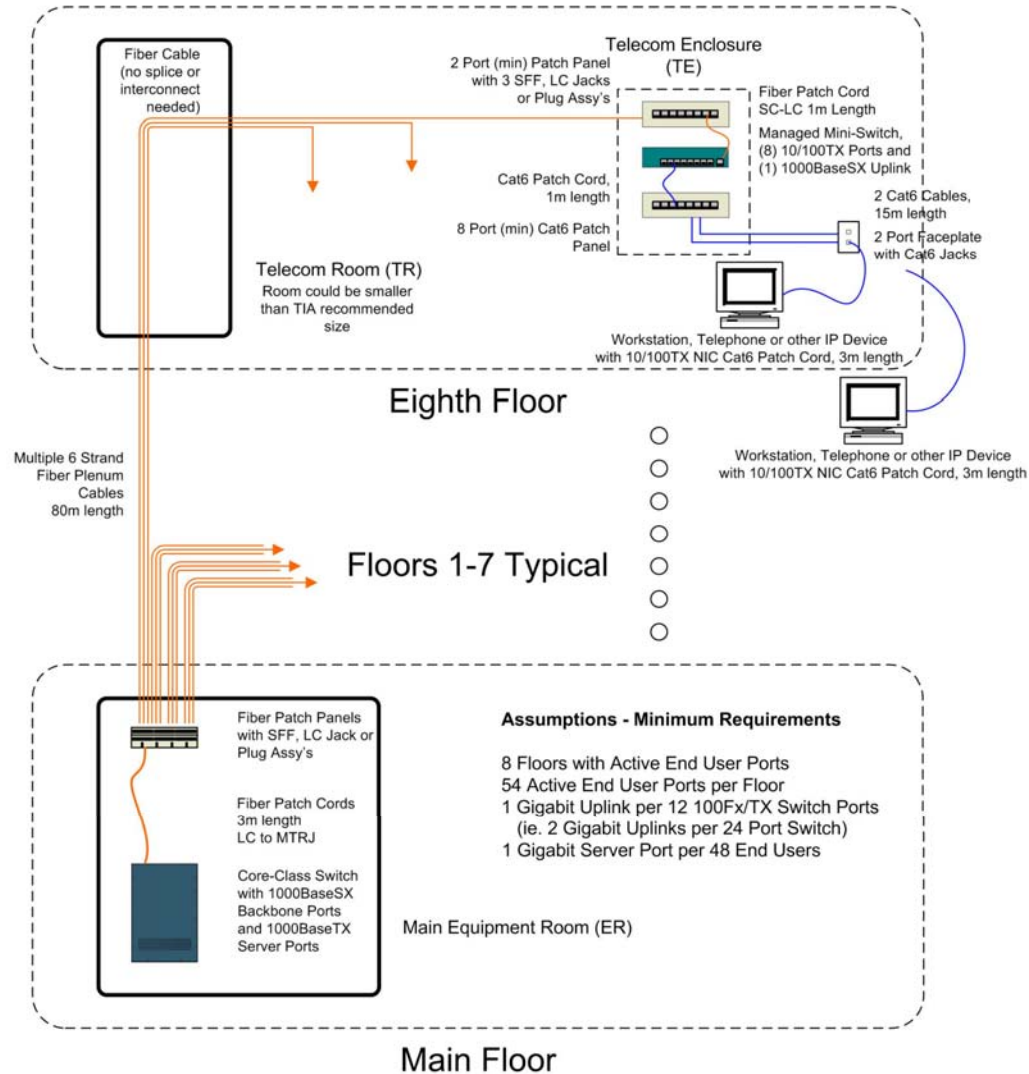 Fiber Cable
(no splice or
interconnect
needed)
2 Port (min) Patch Panel
with 3 SFF, LC Jacks
or Plug Assy's
Telecom Enclosure
(TE)
Fiber Patch Cord
SC-LC 1m Length
Managed Mini-Switch,
(8) 10/100TX Ports and
(1) 1000BaseSX Uplink
Cat6 Patch Cord,
1m length
8 Port (min) Cat6 Patch
Panel
2 Cat6 Cables,
15m length
2 Port Faceplate
with Cat6 Jacks
Telecom Room (TR)
Room could be smaller
than TIA recommended
size
Workstation, Telephone or other IP Device
with 10/100TX NIC Cat6 Patch Cord, 3m length
Eighth Floor
Workstation, Telephone or other IP Device
with 10/100TX NIC Cat6 Patch Cord, 3m length
Multiple 6 Strand
Fiber Plenum
Cables
80m length
Floors 1-7 Typical
Fiber Patch Panels
with SFF, LC Jack or
Plug Assy's
Fiber Patch Cords
3m length
LC to MTRJ
Core-Class Switch
with 1000BaseSX
Backbone Ports
and 1000BaseTX
Server Ports
Main Equipment Room (ER)
Assumptions - Minimum Requirements
8 Floors with Active End User Ports
54 Active End User Ports per Floor
1 Gigabit Uplink per 12 100Fx/TX Switch Ports
(ie. 2 Gigabit Uplinks per 24 Port Switch)
1 Gigabit Server Port per 48 End Users
Main Floor